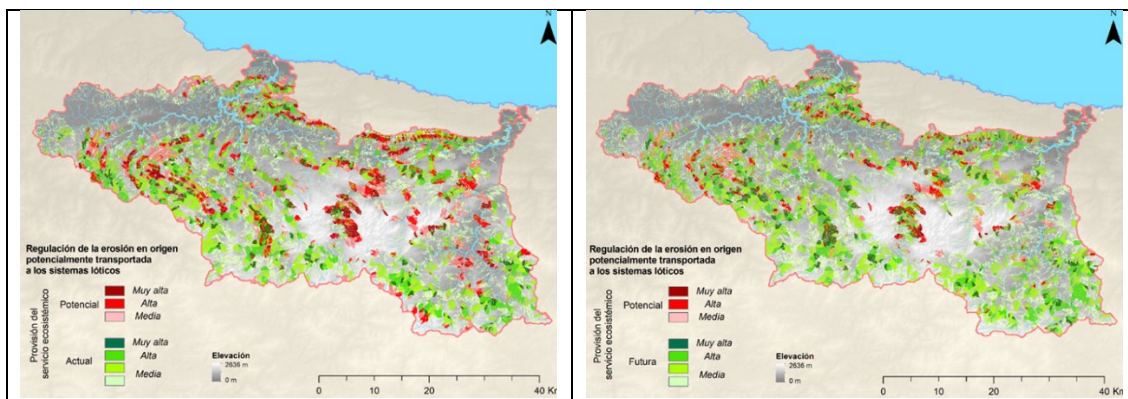 N
Regulación de la erosión en origen
potencialmente transportada
a los sistemas lóticos
Provisión del
servicio ecosistémico
Potencial
Muy alta
Alta
Media
Actual
Muy alta
Alta
Media
Elevación
2636 m
0 m
0 10 20 40 Km
N
Regulación de la erosión en origen
potencialmente transportada
a los sistemas lóticos
Provisión del
servicio ecosistémico
Potencial
Muy alta
Alta
Media
Futura
Muy alta
Alta
Media
Elevación
2636 m
0 m
0 10 20 40 Km